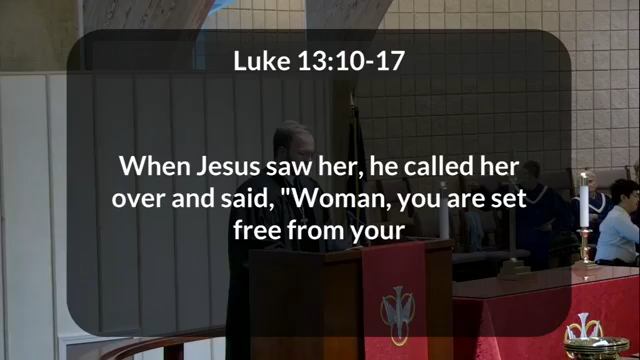 Luke 13:10-17
When Jesus saw her, he called her
over and said, "Woman, you are set
free from your